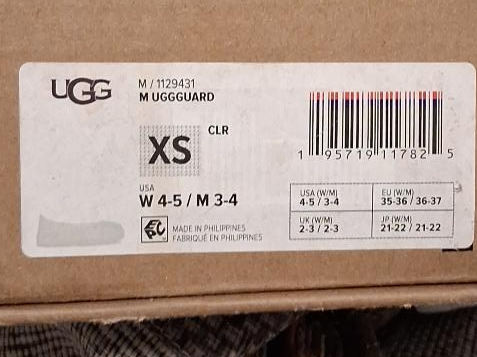 UGG
M / 1129431
M UGGGUARD
XS
CLR
USA
W 4-5 / M 3-4
MADE IN PHILIPPINES
FABRIQUÉ EN PHILIPPINES
1 95719 11782 5
USA (W/M)
4-5 / 3-4
EU (W/M)
35-36 / 36-37
UK (W/M)
2-3 / 2-3
JP (W/M)
21-22 / 21-22